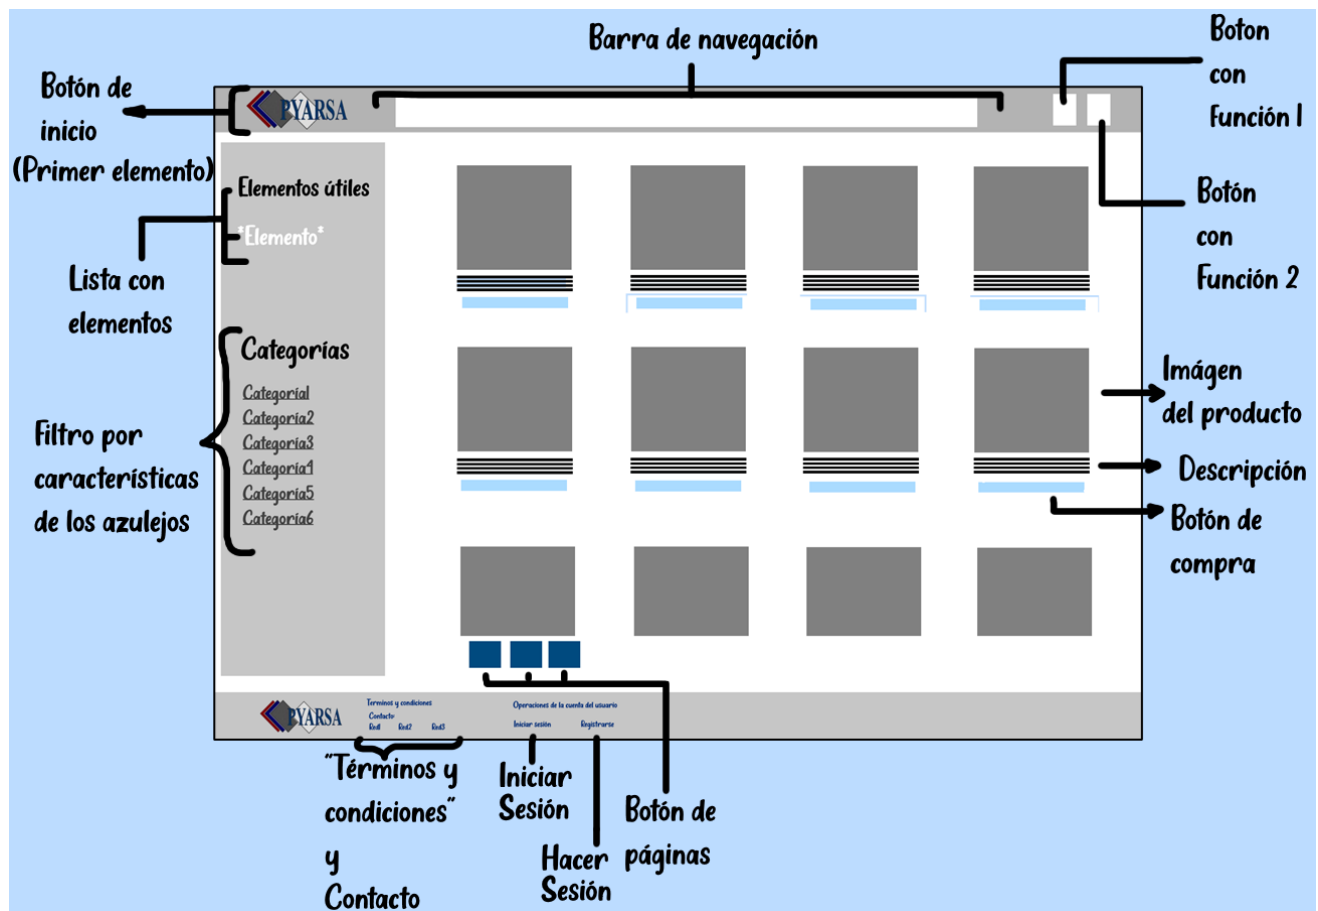 Barra de navegación
Boton
con
Función 1
Botón de
inicio
(Primer elemento)
PYARSA
Elementos útiles
*Elemento*
Botón
con
Función 2
Lista con
elementos
Categorías
Categoría1
Categoría2
Categoría3
Categoría4
Categoría5
Categoría6
Filtro por
características
de los azulejos
Imágen
del producto
Descripción
Botón de
compra
PYARSA
Terminos y condiciones
Contacto
Red1 Red2 Red3
Operaciones de la cuenta del usuario
Iniciar sesión Registrarse
"Términos y
condiciones"
y
Contacto
Iniciar
Sesión
Hacer
Sesión
Botón de
páginas